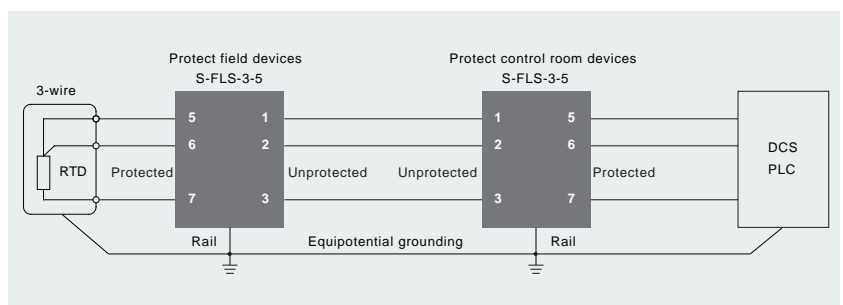 Protect field devices
S-FLS-3-5
Protect control room devices
S-FLS-3-5
3-wire
5 1 1 5
6 2 2 6
DCS
PLC
RTD Protected Unprotected Unprotected Protected
7 3 3 7
Rail Equipotential grounding Rail